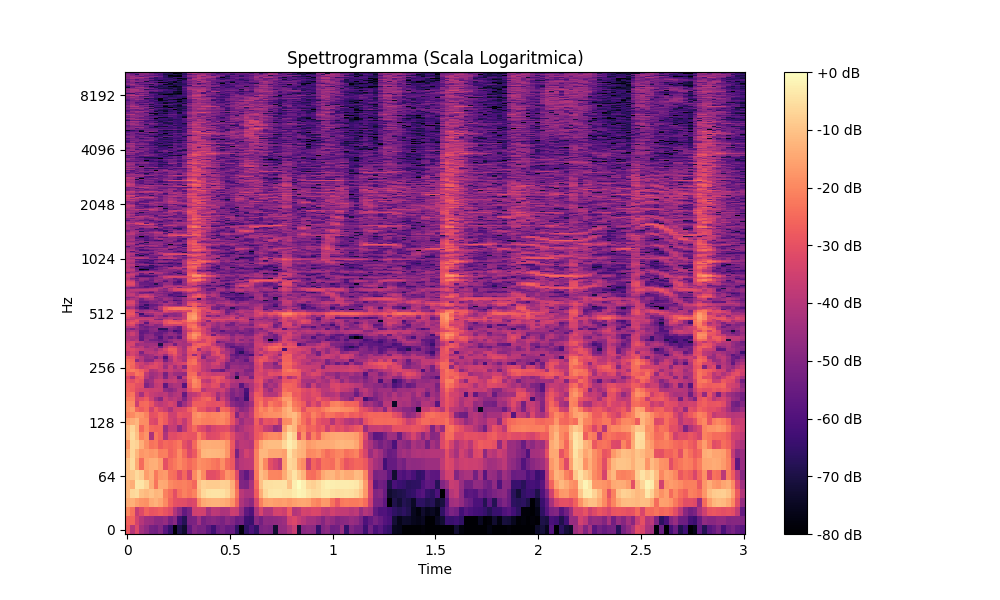 Spettrogramma (Scala Logaritmica)
Hz
8192
4096
2048
1024
512
256
128
64
0
0
0.5
1
1.5
2
2.5
3
Time
+0 dB
-10 dB
-20 dB
-30 dB
-40 dB
-50 dB
-60 dB
-70 dB
-80 dB